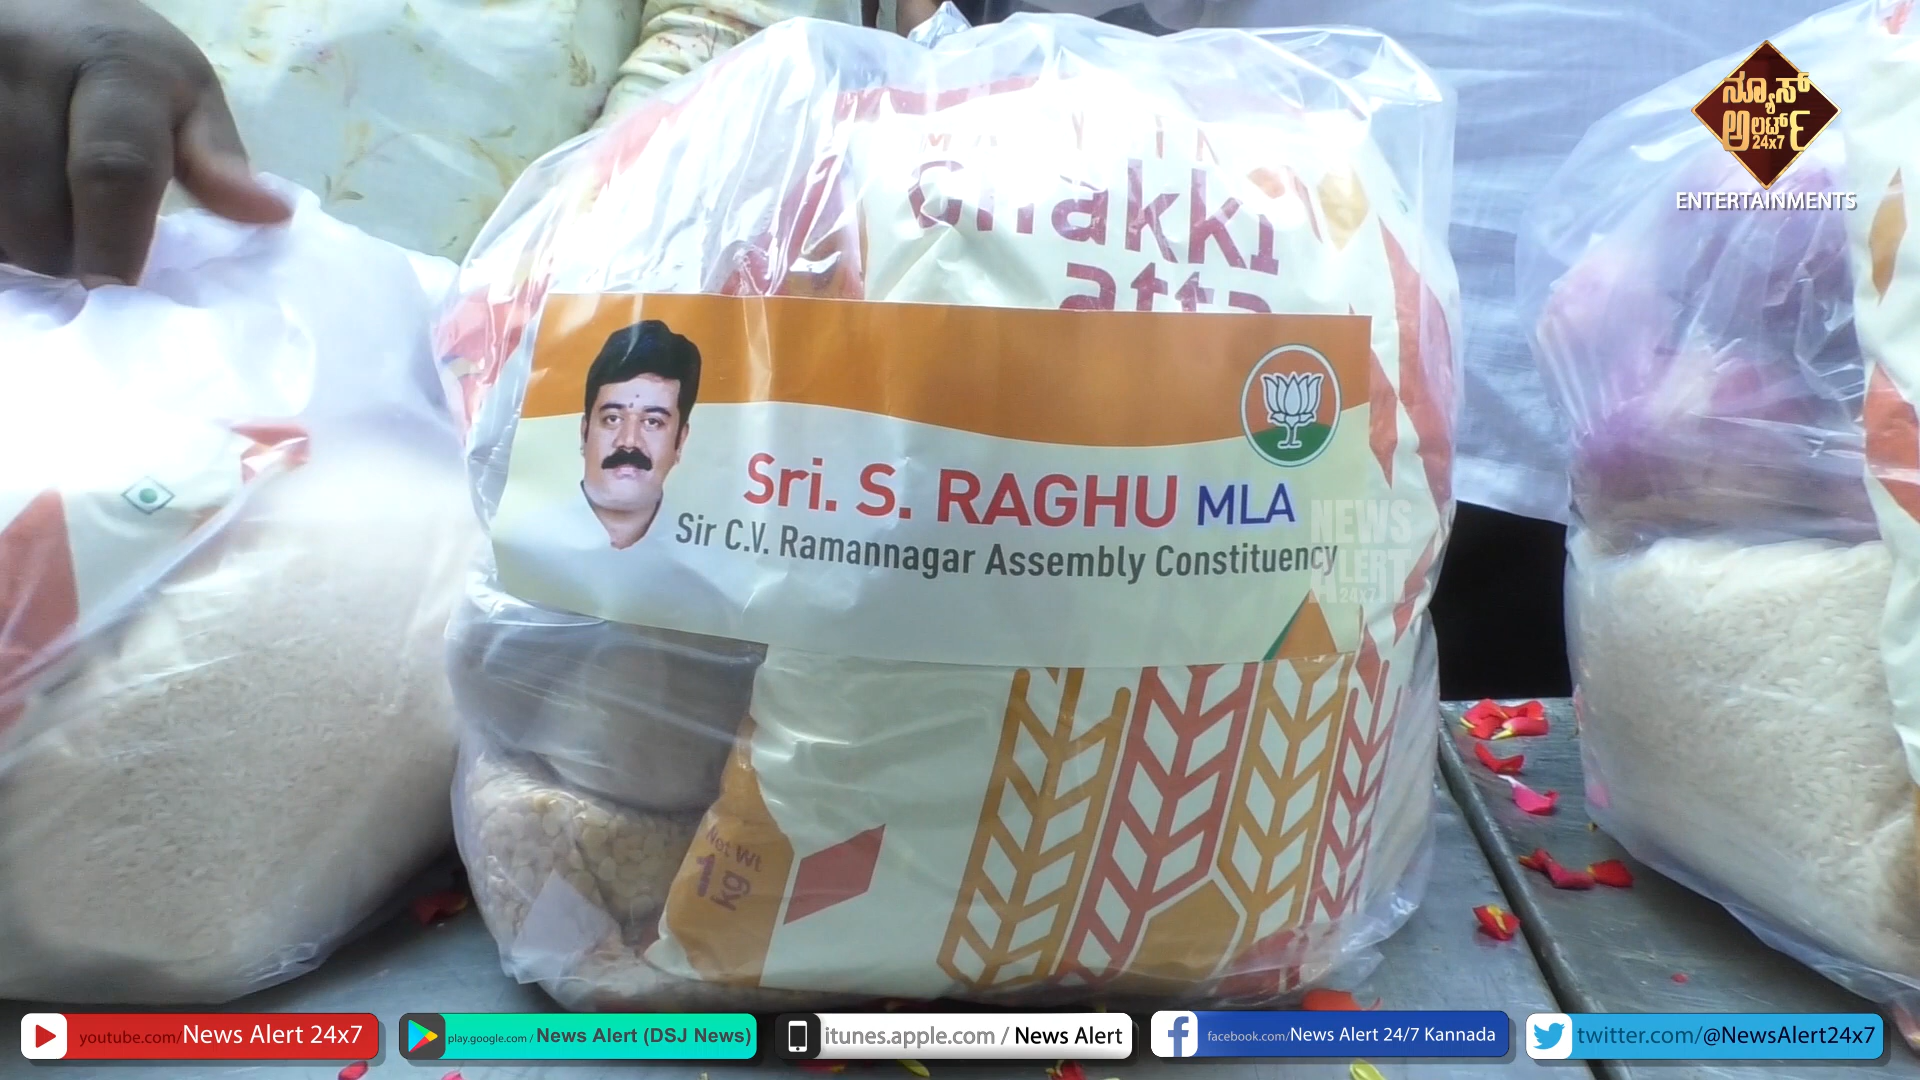 ನ್ಯೂಸ್
ಅಲರ್ಟ್
24x7
ENTERTAINMENTS
chakki
atta
Sri. S. RAGHU MLA
Sir C.V. Ramannagar Assembly Constituency
NEWS
ALERT
24x7
Net Wt
1
kg
youtube.com/News Alert 24x7
play.google.com / News Alert (DSJ News)
itunes.apple.com / News Alert
facebook.com/News Alert 24/7 Kannada
twitter.com/@NewsAlert24x7